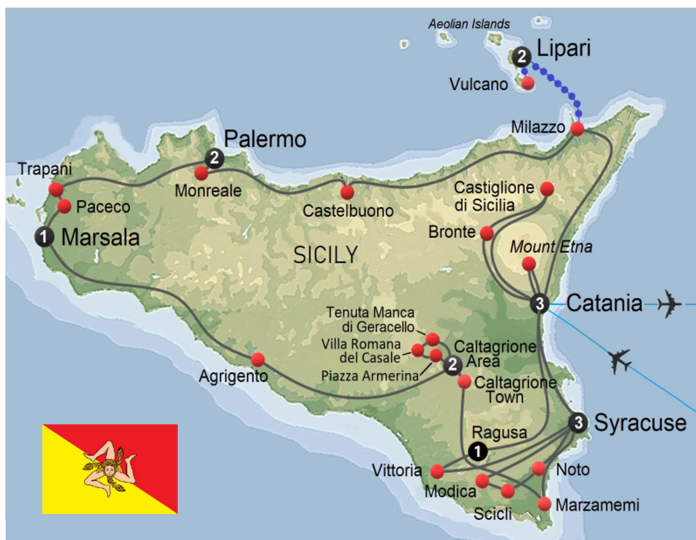 Aeolian Islands
2
Lipari
Vulcano
Milazzo
Palermo
2
Monreale
Trapani
Paceco
1
Marsala
Castelbuono
Castiglione
di Sicilia
Bronte
Mount Etna
SICILY
3
Catania
Tenuta Manca
di Geracello
Villa Romana
del Casale
Piazza Armerina
Caltagrione
Area
2
Caltagrione
Town
Agrigento
3
Syracuse
Ragusa
1
Vittoria
Modica
Scicli
Noto
Marzamemi